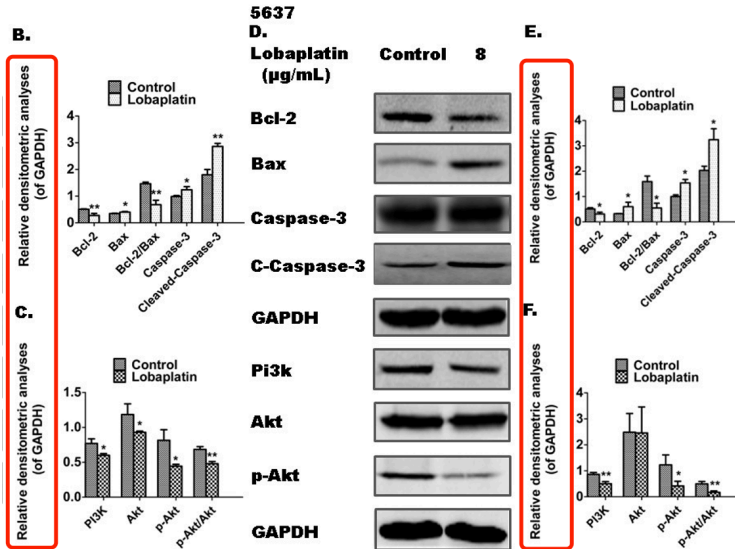 B.
Relative densitometric analyses
(of GAPDH)
Control
Lobaplatin
4
3
2
1
0
**
*
**
*
**
Bcl-2
Bax
Bcl-2/Bax
Caspase-3
Cleaved-Caspase-3
C.
Relative densitometric analyses
(of GAPDH)
Control
Lobaplatin
1.5
1.0
0.5
0.0
*
*
*
**
PI3K
Akt
p-Akt
p-Akt/Akt
5637
D.
Lobaplatin
(µg/mL)
Control
8
Bcl-2
Bax
Caspase-3
C-Caspase-3
GAPDH
Pi3k
Akt
p-Akt
GAPDH
E.
Relative densitometric analyses
(of GAPDH)
Control
Lobaplatin
4
3
2
1
0
*
*
*
*
*
Bcl-2
Bax
Bcl-2/Bax
Caspase-3
Cleaved-Caspase-3
F.
Relative densitometric analyses
(of GAPDH)
Control
Lobaplatin
4
3
2
1
0
**
*
**
PI3K
Akt
p-Akt
p-Akt/Akt